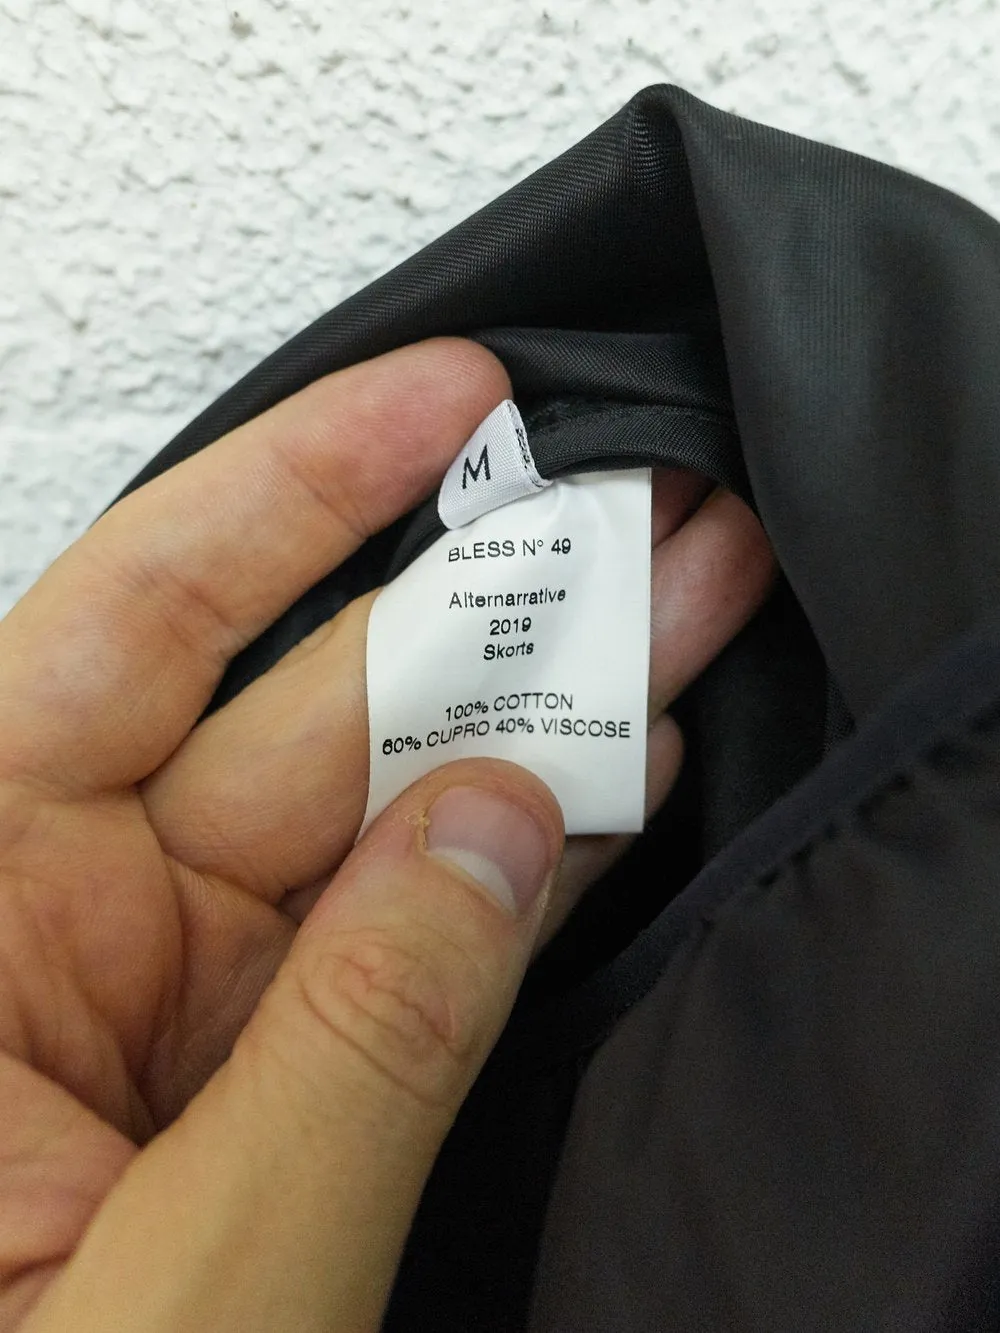 M
BLESS N° 49
Alternarrative
2019
Skorts
100% COTTON
60% CUPRO 40% VISCOSE